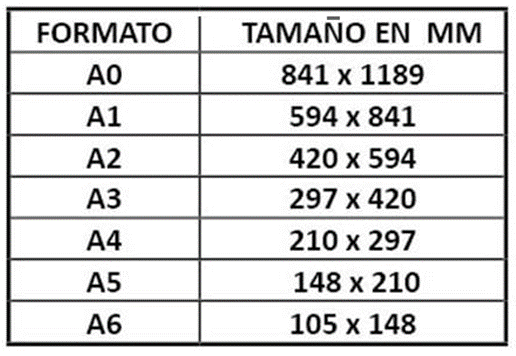 FORMATO TAMAÑO EN MM
A0 841 x 1189
A1 594 x 841
A2 420 x 594
A3 297 x 420
A4 210 x 297
A5 148 x 210
A6 105 x 148